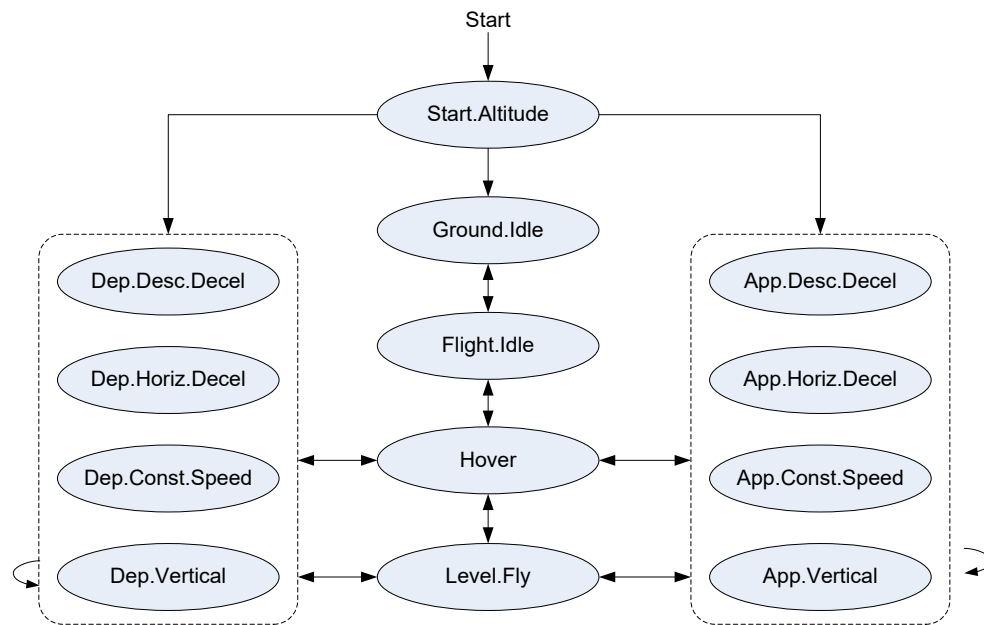 Start
Start.Altitude
Ground.Idle
Dep.Desc.Decel
App.Desc.Decel
Flight.Idle
Dep.Horiz.Decel
App.Horiz.Decel
Hover
Dep.Const.Speed
App.Const.Speed
Dep.Vertical
Level.Fly
App.Vertical